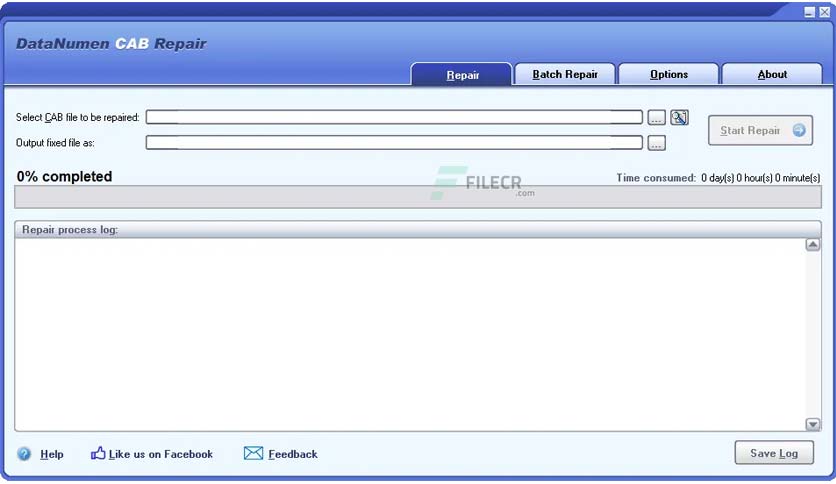 DataNumen CAB Repair
Repair Batch Repair Options About
Select CAB file to be repaired: ... Start Repair
Output fixed file as: ...
0% completed
FILECR
.com
Time consumed: 0 day(s) 0 hour(s) 0 minute(s)
Repair process log:
? Help Like us on Facebook Feedback Save Log